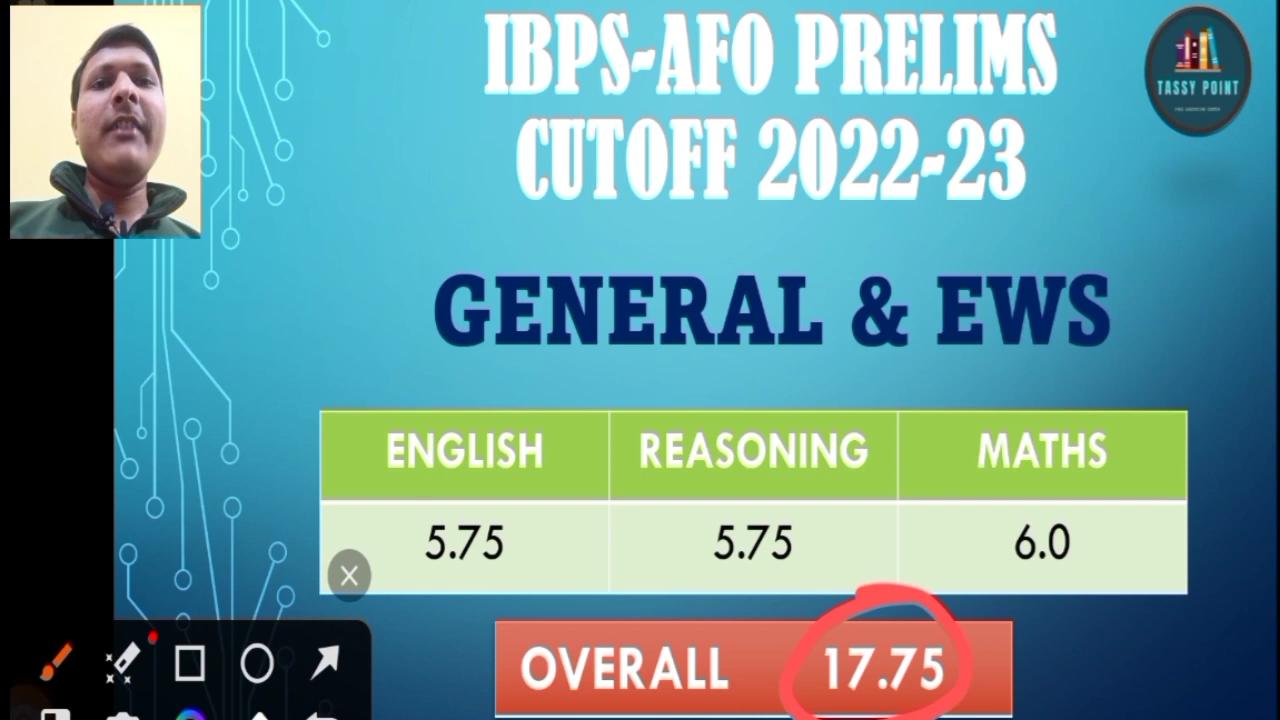 IBPS-AFO PRELIMS
CUTOFF 2022-23
TASSY POINT
GENERAL & EWS
ENGLISH REASONING MATHS
5.75 5.75 6.0
OVERALL 17.75